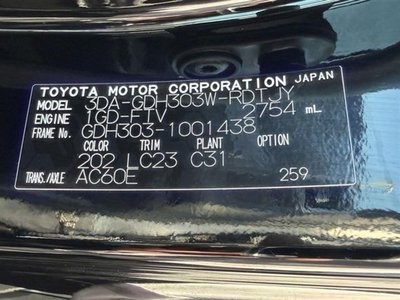 TOYOTA MOTOR CORPORATION JAPAN
MODEL 3DA-GDH303W-RDTJY
ENGINE 1GD-FTV 2754 mL
FRAME No. GDH303-1001438
COLOR TRIM PLANT OPTION
202 LC23 C31
TRANS./AXLE AC60E 259